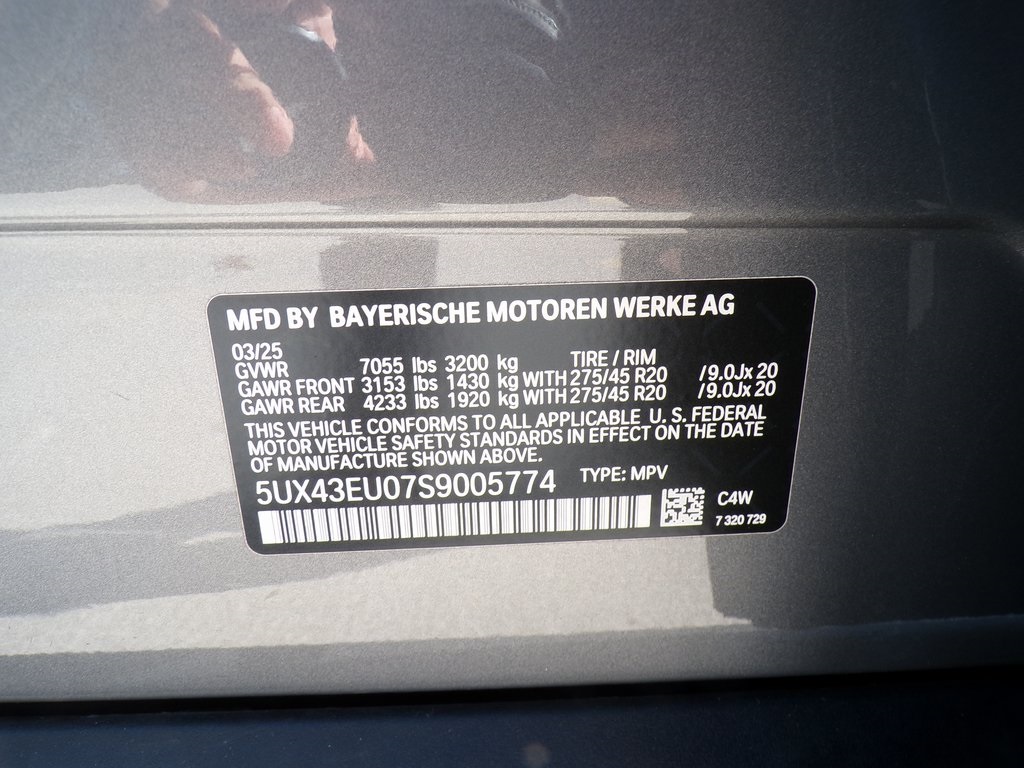 MFD BY BAYERISCHE MOTOREN WERKE AG
03/25
GVWR 7055 lbs 3200 kg TIRE / RIM
GAWR FRONT 3153 lbs 1430 kg WITH 275/45 R20 /9.0Jx 20
GAWR REAR 4233 lbs 1920 kg WITH 275/45 R20 /9.0Jx 20
THIS VEHICLE CONFORMS TO ALL APPLICABLE U. S. FEDERAL
MOTOR VEHICLE SAFETY STANDARDS IN EFFECT ON THE DATE
OF MANUFACTURE SHOWN ABOVE.
5UX43EU07S9005774 TYPE: MPV
C4W
7 320 729